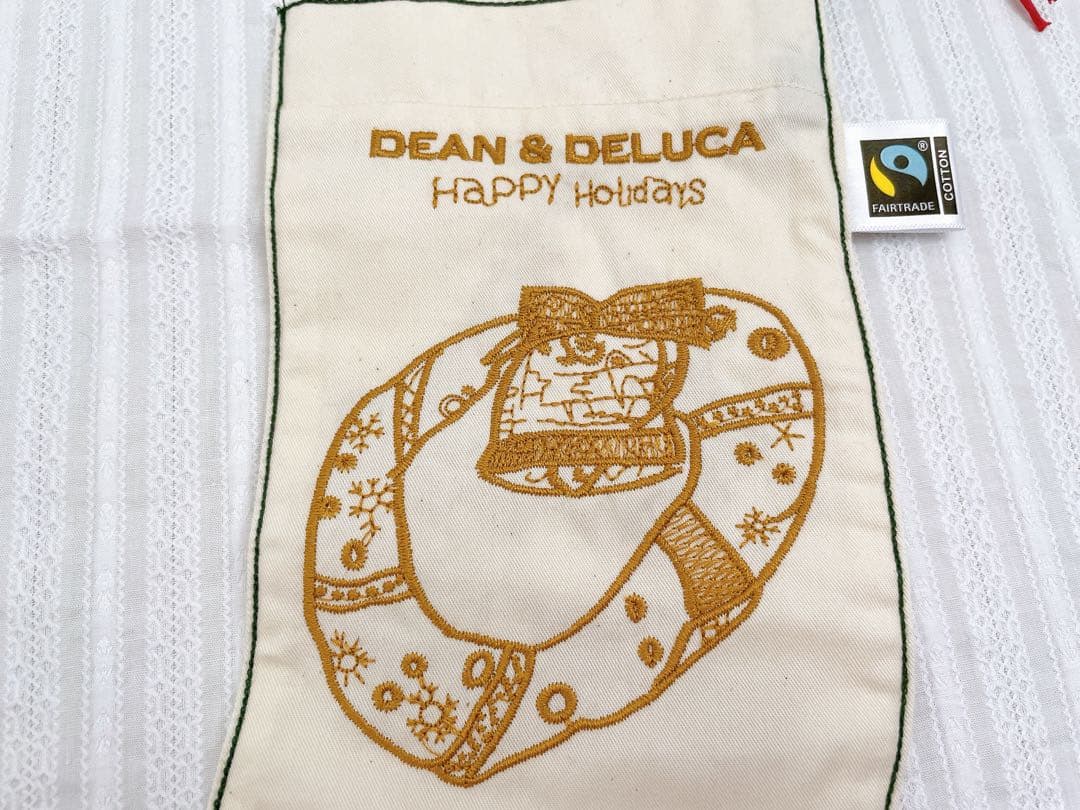 DEAN & DELUCA
HAPPY HOLidAYS
FAIRTRADE
®
COTTON